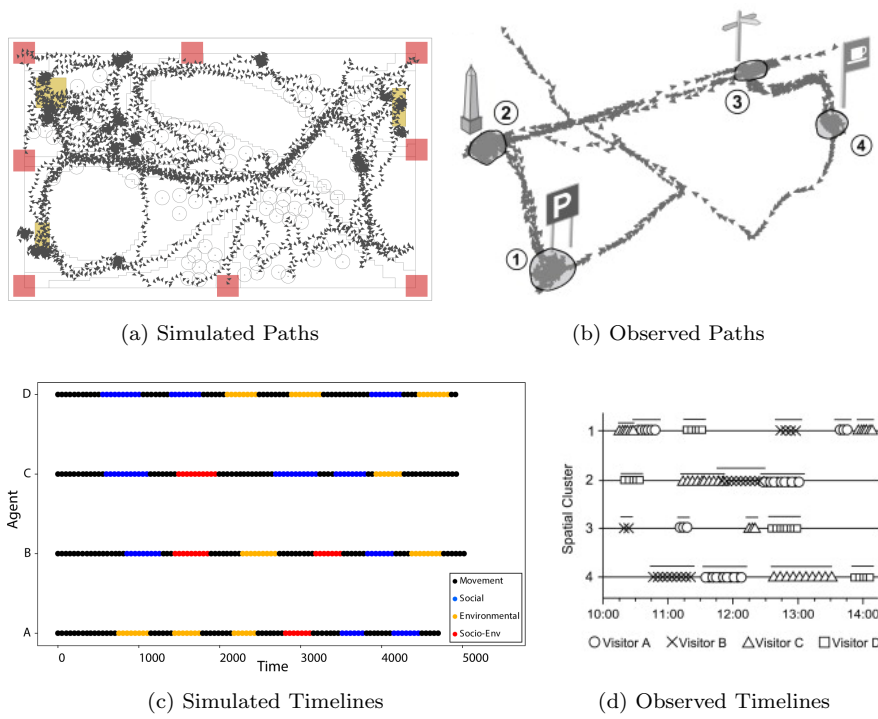 2
3
4
P
1
(a) Simulated Paths
(b) Observed Paths
D
C
B
A
Agent
0
1000
2000
3000
4000
5000
Time
Movement
Social
Environmental
Socio-Env
Spatial Cluster
1
2
3
4
10:00
11:00
12:00
13:00
14:00
Visitor A
Visitor B
Visitor C
Visitor D
(c) Simulated Timelines
(d) Observed Timelines